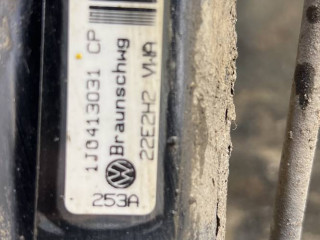 1J0413031 CP
Braunschwg
22E2H2 VWA
253A